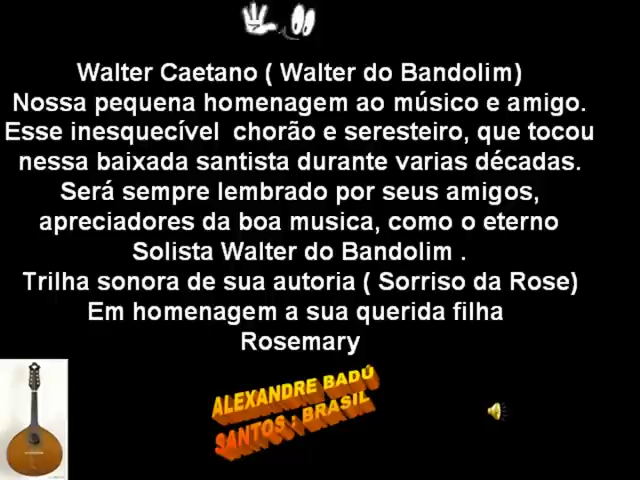 Walter Caetano ( Walter do Bandolim)
Nossa pequena homenagem ao músico e amigo.
Esse inesquecível  chorão e seresteiro, que tocou
nessa baixada santista durante varias décadas.
Será sempre lembrado por seus amigos,
apreciadores da boa musica, como o eterno
Solista Walter do Bandolim .
Trilha sonora de sua autoria ( Sorriso da Rose)
Em homenagem a sua querida filha
Rosemary
ALEXANDRE BADÚ
SANTOS - BRASIL